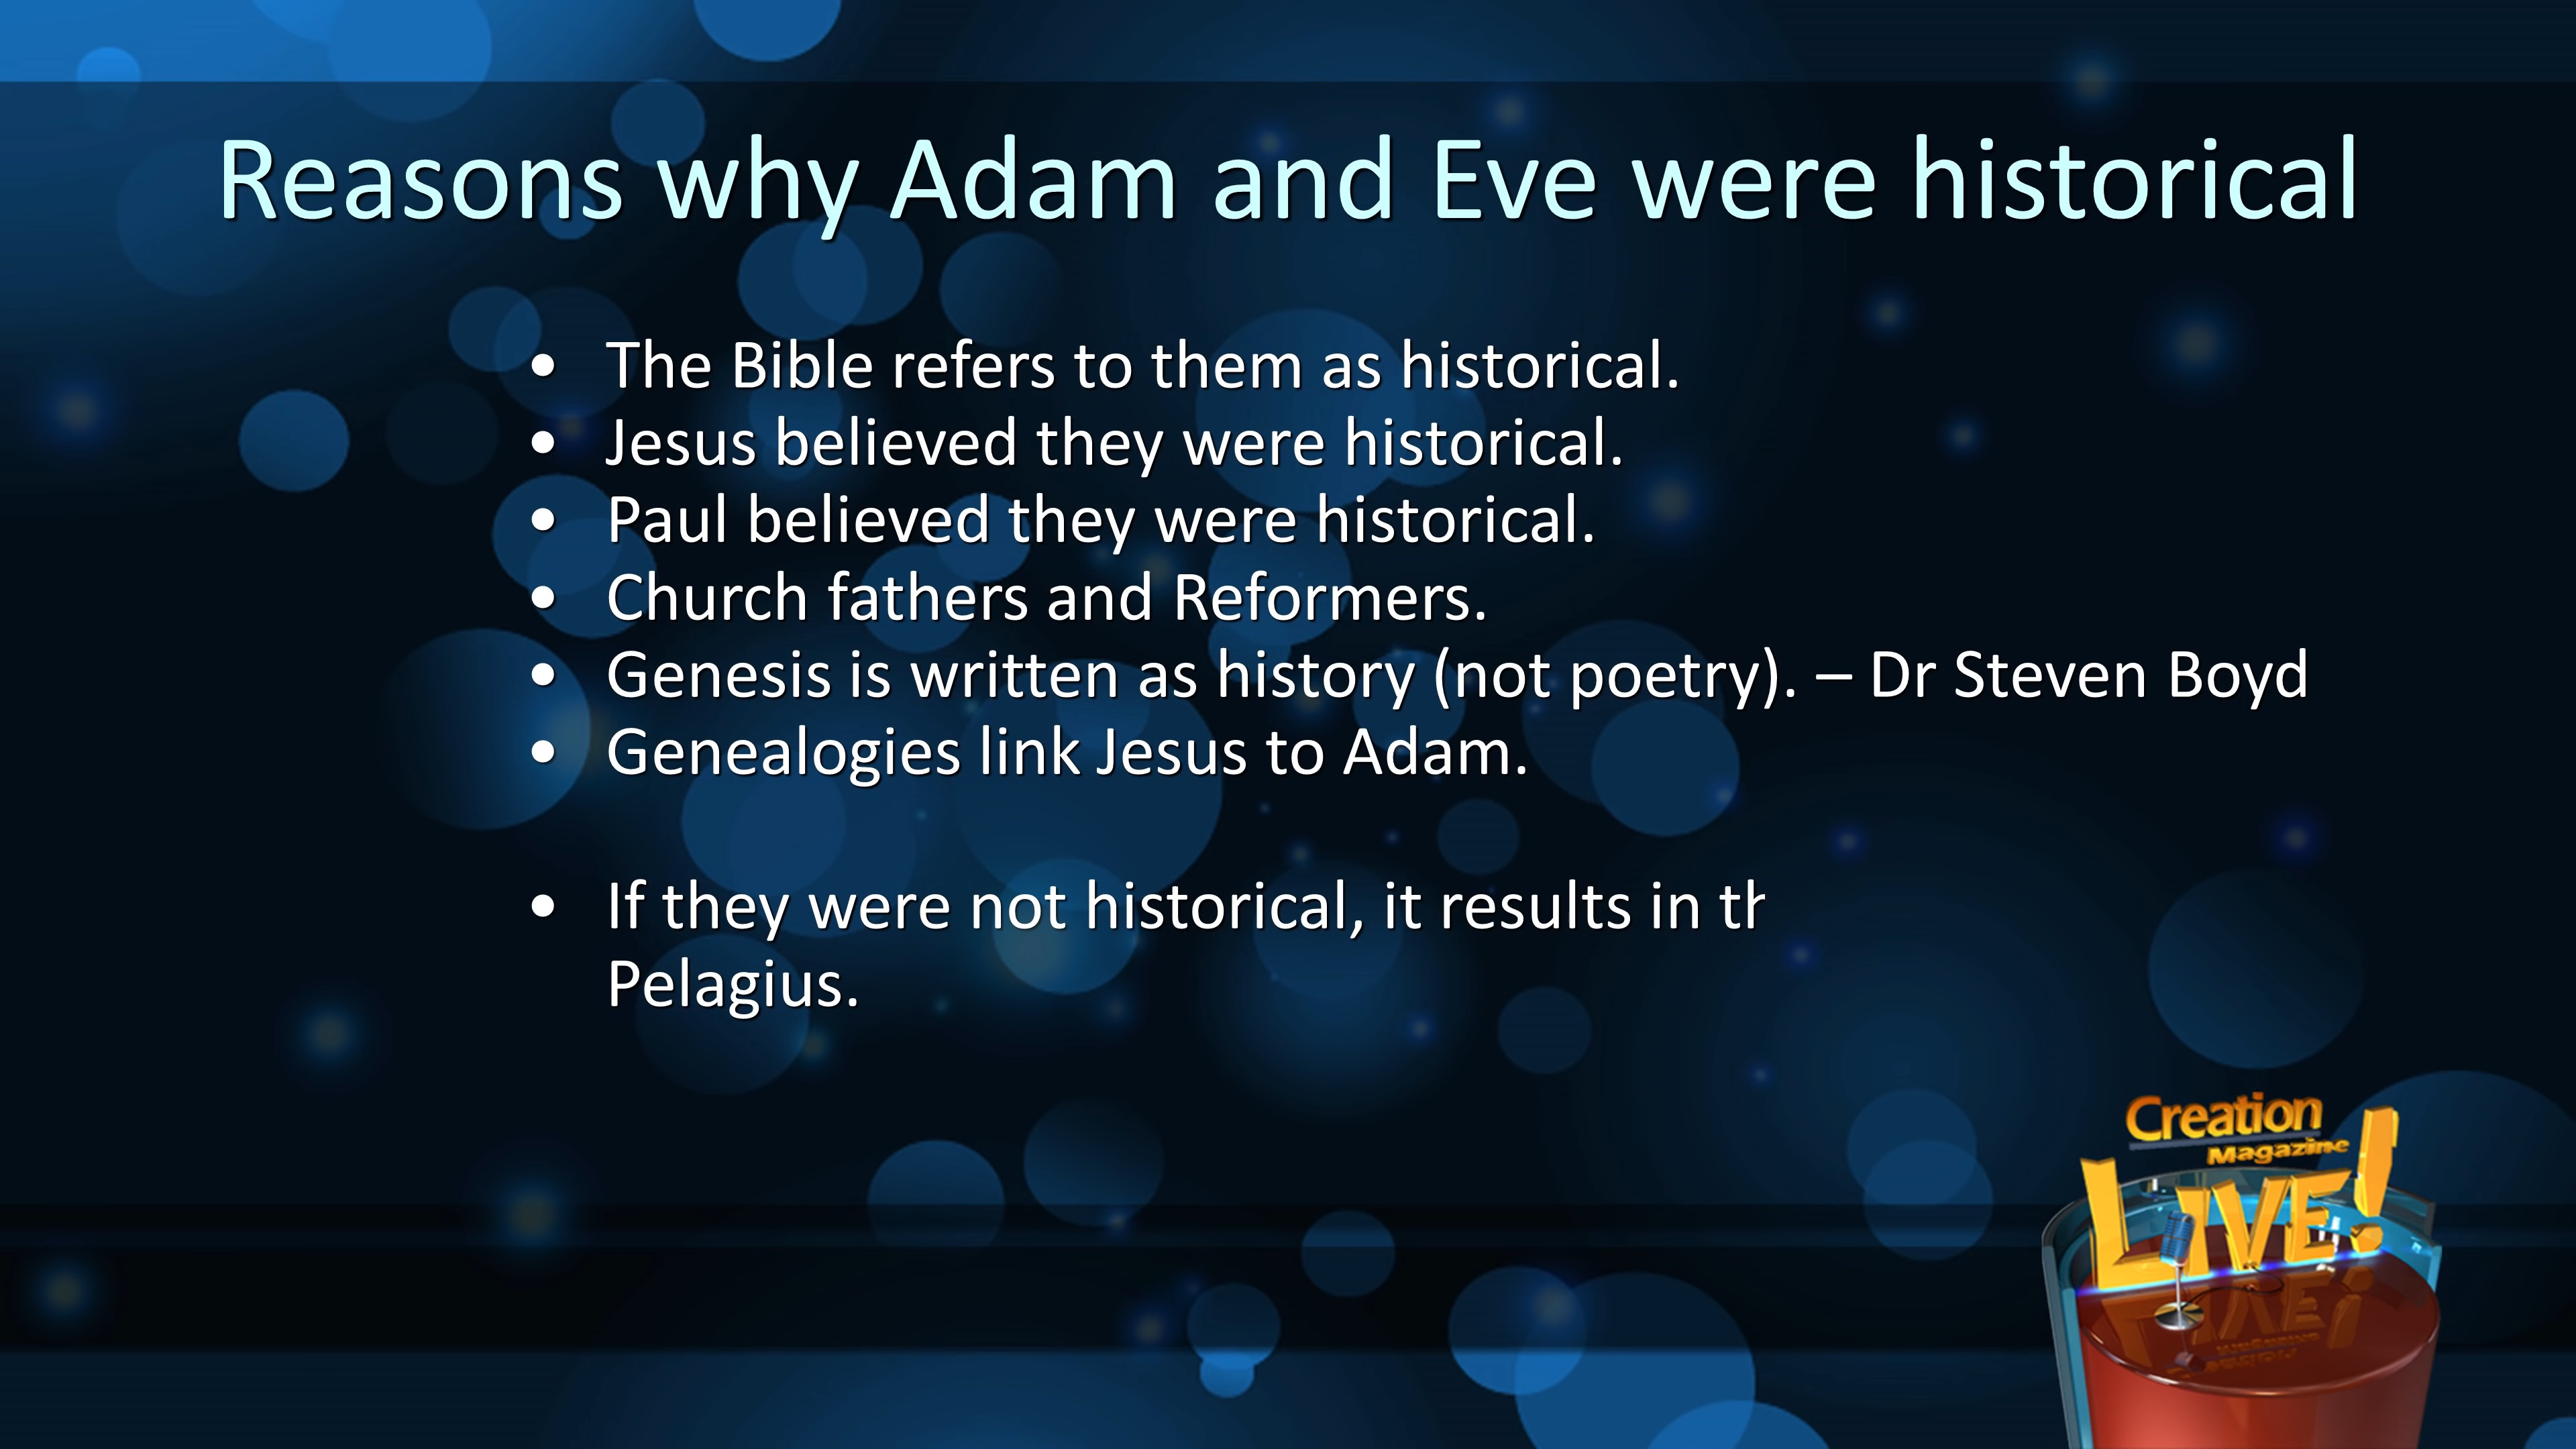 Reasons why Adam and Eve were historical
• The Bible refers to them as historical.
• Jesus believed they were historical.
• Paul believed they were historical.
• Church fathers and Reformers.
• Genesis is written as history (not poetry). – Dr Steven Boyd
• Genealogies link Jesus to Adam.
• If they were not historical, it results in
Pelagius.
Creation
Magazine
LIVE!